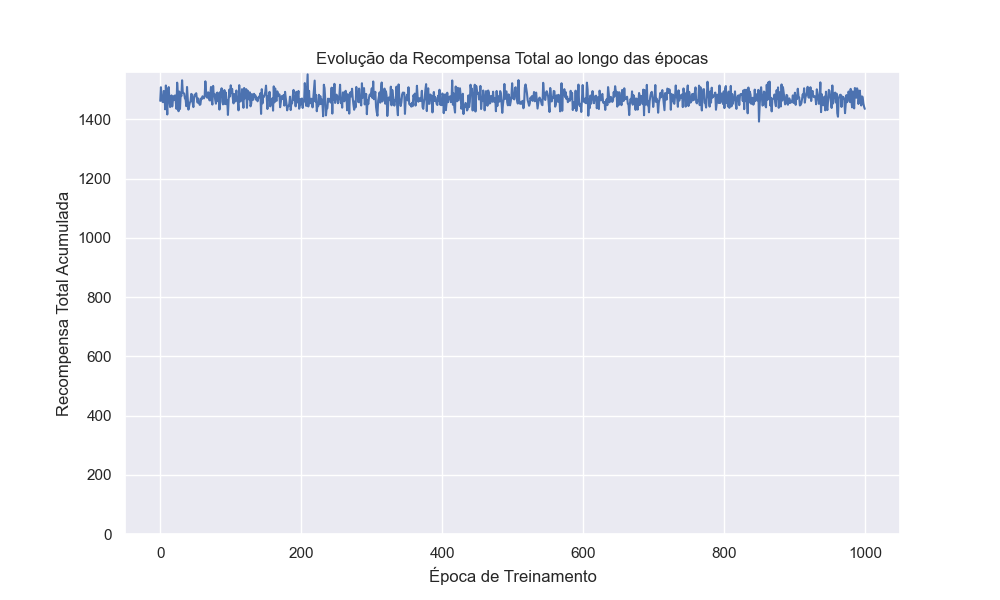 Evolução da Recompensa Total ao longo das épocas
Recompensa Total Acumulada
1400
1200
1000
800
600
400
200
0
0 200 400 600 800 1000
Época de Treinamento